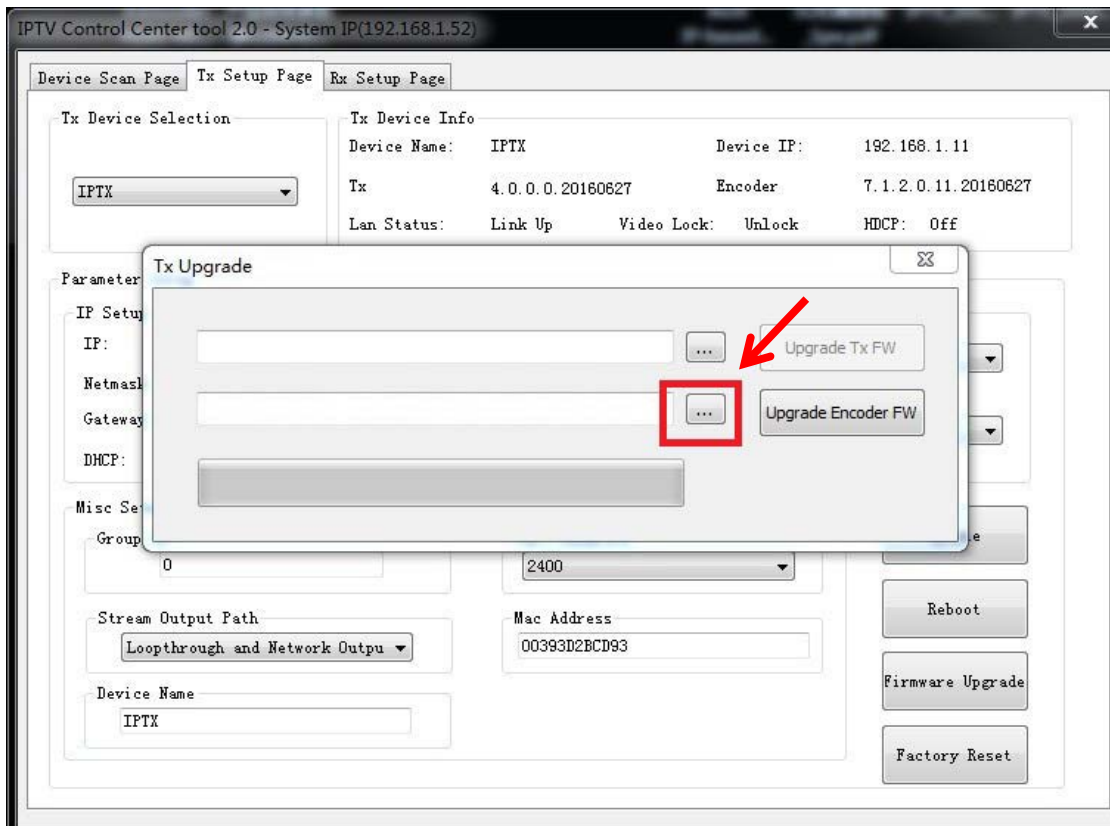 IPTV Control Center tool 2.0 - System IP(192.168.1.52)
x
Device Scan Page Tx Setup Page Rx Setup Page
Tx Device Selection
IPTX
Tx Device Info
Device Name: IPTX Device IP: 192.168.1.11
Tx 4.0.0.0.20160627 Encoder 7.1.2.0.11.20160627
Lan Status: Link Up Video Lock: Unlock HDCP: Off
Tx Upgrade
Parameter
IP Setu
IP:
... Upgrade Tx FW
Netmas
Gateway
... Upgrade Encoder FW
DHCP:
Misc Se
Group
e
0
2400
Reboot
Stream Output Path
Loopthrough and Network Outpu
Mac Address
00393D2BCD93
Firmware Upgrade
Device Name
IPTX
Factory Reset